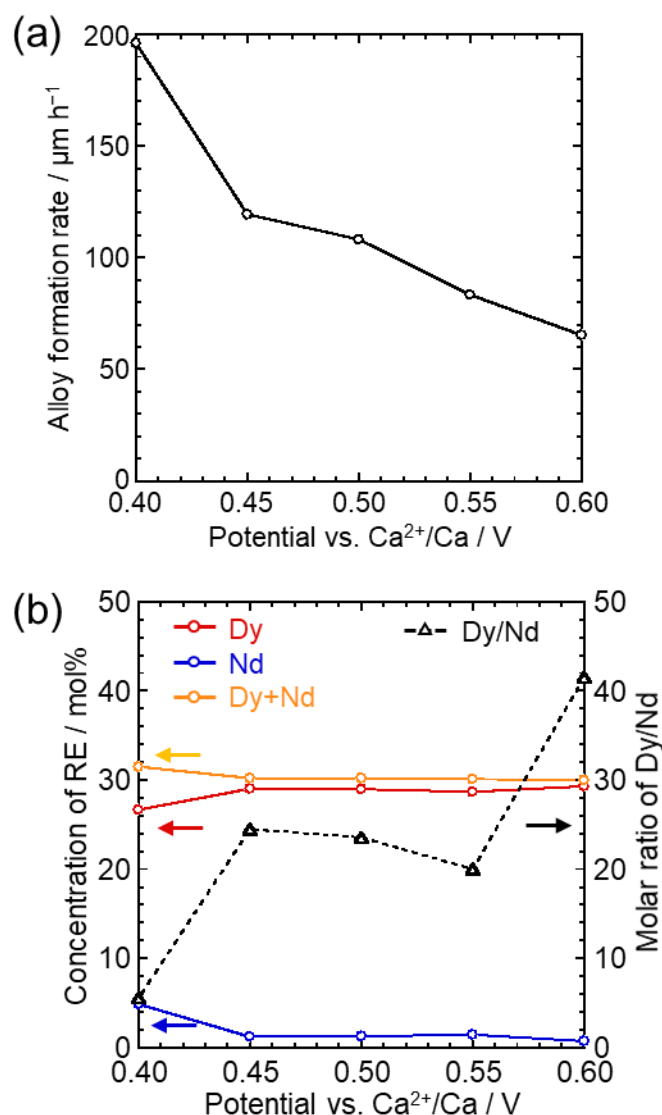 (a)
200
150
100
50
0
Alloy formation rate / μm h⁻¹
0.40 0.45 0.50 0.55 0.60
Potential vs. Ca²⁺/Ca / V
(b)
50
40
30
20
10
0
Concentration of RE / mol%
Dy
Nd
Dy+Nd
Dy/Nd
50
40
30
20
10
0
Molar ratio of Dy/Nd
0.40 0.45 0.50 0.55 0.60
Potential vs. Ca²⁺/Ca / V